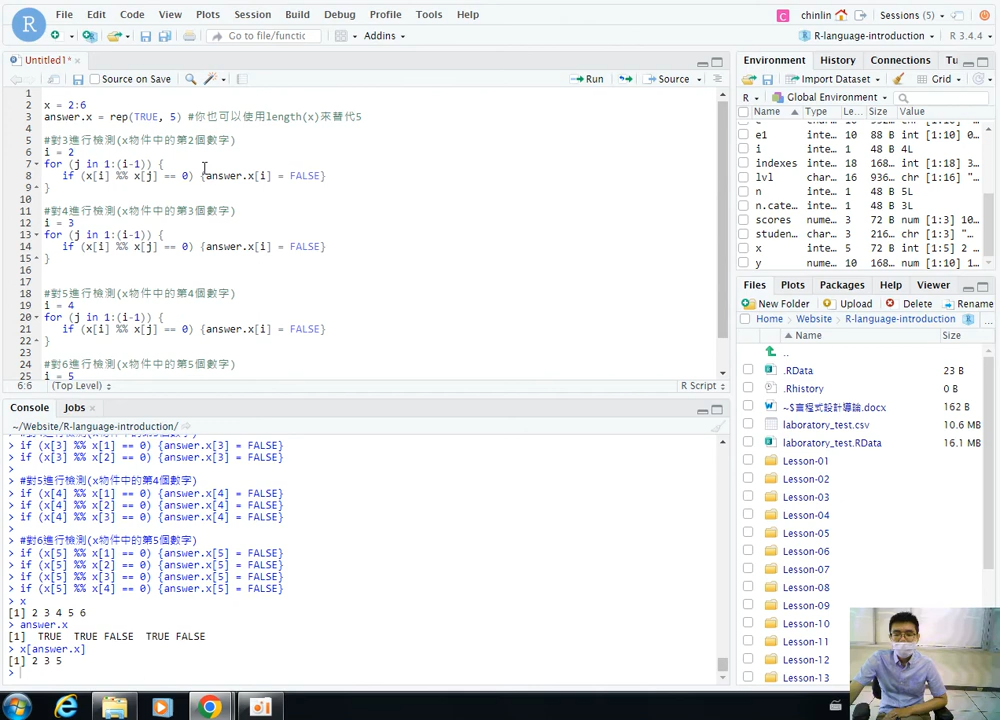 File Edit Code View Plots Session Build Debug Profile Tools Help
chinlin Sessions (5)
Go to file/function Addins
R-language-introduction R 3.4.4
Untitled1*
Source on Save Run Source
1
2 x = 2:6
3 answer.x = rep(TRUE, 5) #你也可以使用length(x)來替代5
4
5 #對3進行檢測(x物件中的第2個數字)
6 i = 2
7 for (j in 1:(i-1)) {
8 if (x[i] %% x[j] == 0) {answer.x[i] = FALSE}
9 }
10
11 #對4進行檢測(x物件中的第3個數字)
12 i = 3
13 for (j in 1:(i-1)) {
14 if (x[i] %% x[j] == 0) {answer.x[i] = FALSE}
15 }
16
17
18 #對5進行檢測(x物件中的第4個數字)
19 i = 4
20 for (j in 1:(i-1)) {
21 if (x[i] %% x[j] == 0) {answer.x[i] = FALSE}
22 }
23
24 #對6進行檢測(x物件中的第5個數字)
25 i = 5
6:6 (Top Level) R Script
Console Jobs
~/Website/R-language-introduction/
> if (x[3] %% x[1] == 0) {answer.x[3] = FALSE}
> if (x[3] %% x[2] == 0) {answer.x[3] = FALSE}
>
> #對5進行檢測(x物件中的第4個數字)
> if (x[4] %% x[1] == 0) {answer.x[4] = FALSE}
> if (x[4] %% x[2] == 0) {answer.x[4] = FALSE}
> if (x[4] %% x[3] == 0) {answer.x[4] = FALSE}
>
> #對6進行檢測(x物件中的第5個數字)
> if (x[5] %% x[1] == 0) {answer.x[5] = FALSE}
> if (x[5] %% x[2] == 0) {answer.x[5] = FALSE}
> if (x[5] %% x[3] == 0) {answer.x[5] = FALSE}
> if (x[5] %% x[4] == 0) {answer.x[5] = FALSE}
> x
[1] 2 3 4 5 6
> answer.x
[1] TRUE TRUE FALSE TRUE FALSE
> x[answer.x]
[1] 2 3 5
>
Environment History Connections Tu
Import Dataset Grid
R Global Environment
Name Type Le... Size Value
e1 inte... 10 88 B int [1:10] 0...
i inte... 1 48 B 4L
indexes inte... 18 168... int [1:18] 3...
lvl char... 16 936... chr [1:16] "...
n inte... 1 48 B 5L
n.cate... inte... 1 48 B 3L
scores nume... 3 72 B num [1:3] 10...
studen... char... 3 216... chr [1:3] "...
x inte... 5 72 B int [1:5] 2 ...
y nume... 10 168... num [1:10] 1...
Files Plots Packages Help Viewer
New Folder Upload Delete Rename
Home Website R-language-introduction ...
Name Size
..
.RData 23 B
.Rhistory 0 B
~$言程式設計導論.docx 162 B
laboratory_test.csv 10.6 MB
laboratory_test.RData 16.1 MB
Lesson-01
Lesson-02
Lesson-03
Lesson-04
Lesson-05
Lesson-06
Lesson-07
Lesson-08
Lesson-09
Lesson-10
Lesson-11
Lesson-12
Lesson-13